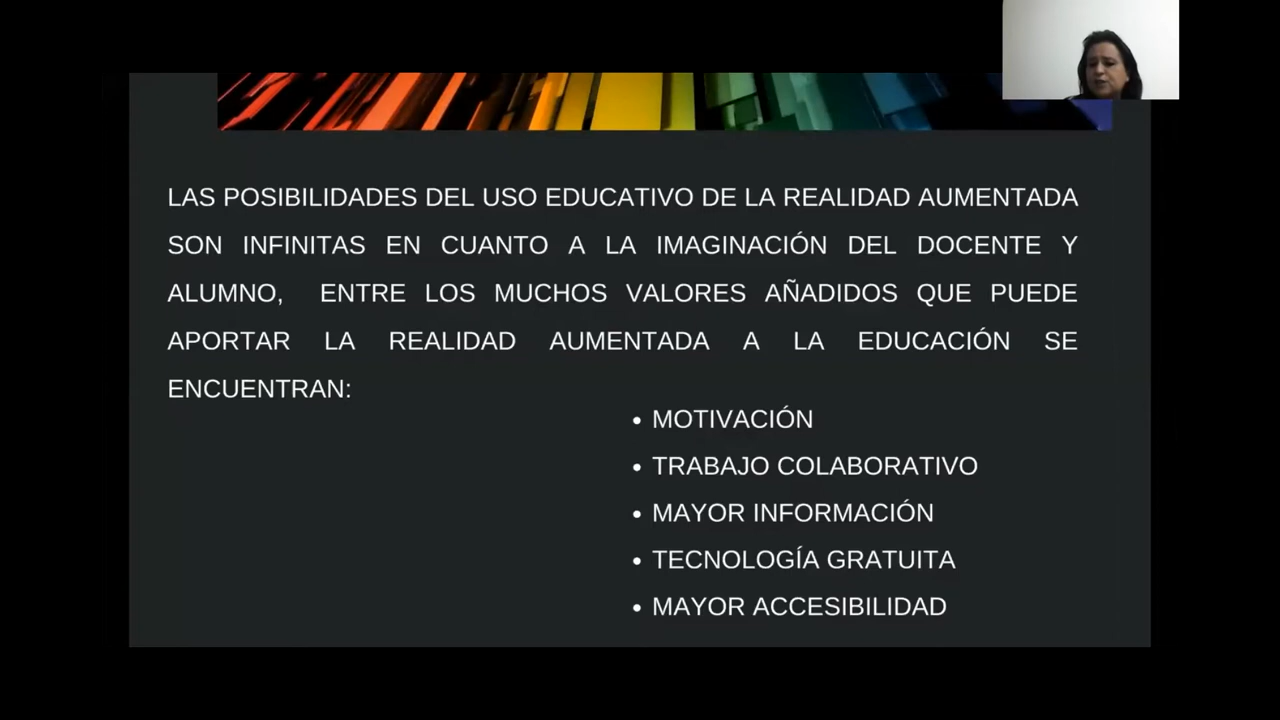 LAS POSIBILIDADES DEL USO EDUCATIVO DE LA REALIDAD AUMENTADA
SON INFINITAS EN CUANTO A LA IMAGINACIÓN DEL DOCENTE Y
ALUMNO, ENTRE LOS MUCHOS VALORES AÑADIDOS QUE PUEDE
APORTAR LA REALIDAD AUMENTADA A LA EDUCACIÓN SE
ENCUENTRAN:
• MOTIVACIÓN
• TRABAJO COLABORATIVO
• MAYOR INFORMACIÓN
• TECNOLOGÍA GRATUITA
• MAYOR ACCESIBILIDAD